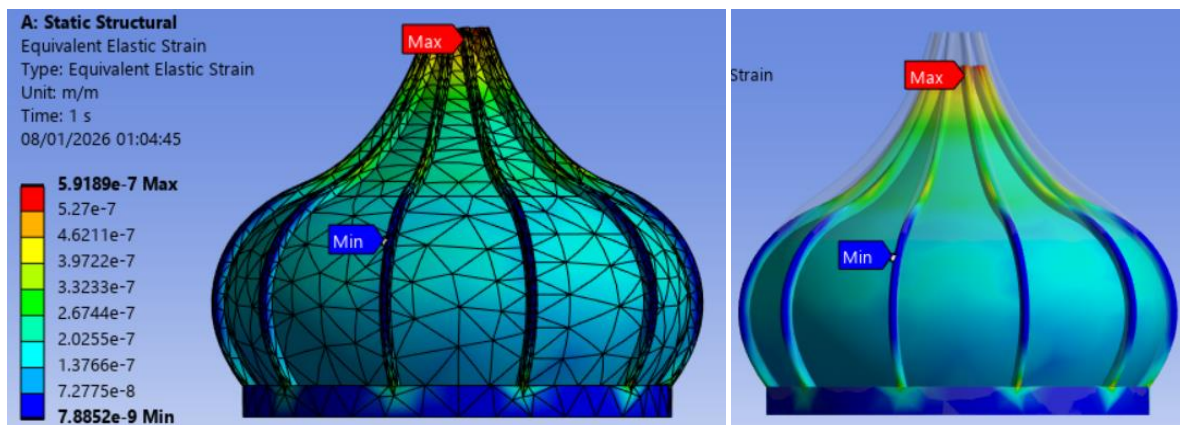 A: Static Structural
Equivalent Elastic Strain
Type: Equivalent Elastic Strain
Unit: m/m
Time: 1 s
08/01/2026 01:04:45
5.9189e-7 Max
5.27e-7
4.6211e-7
3.9722e-7
3.3233e-7
2.6744e-7
2.0255e-7
1.3766e-7
7.2775e-8
7.8852e-9 Min
Max
Min
Strain
Max
Min